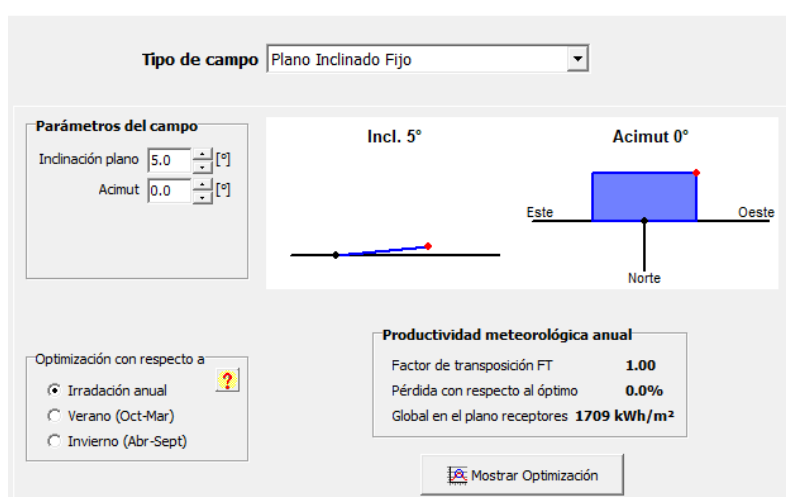 Tipo de campo Plano Inclinado Fijo
Parámetros del campo
Inclinación plano 5.0 [º]
Acimut 0.0 [º]
Incl. 5°
Acimut 0°
Este
Oeste
Norte
Optimización con respecto a
?
Irradación anual
Verano (Oct-Mar)
Invierno (Abr-Sept)
Productividad meteorológica anual
Factor de transposición FT 1.00
Pérdida con respecto al óptimo 0.0%
Global en el plano receptores 1709 kWh/m²
Mostrar Optimización